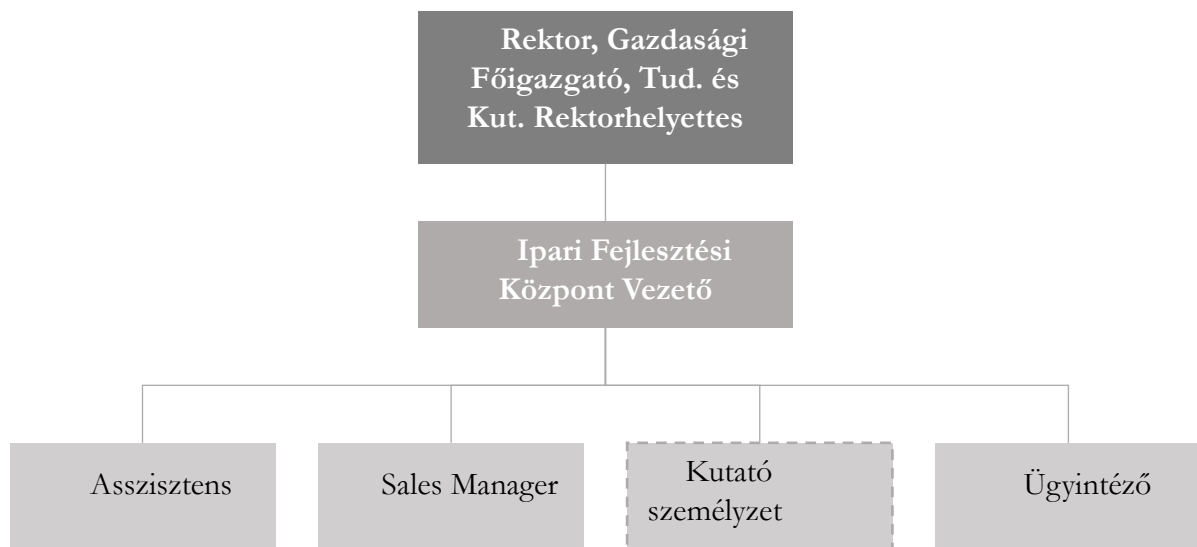 Rektor, Gazdasági
Főigazgató, Tud. és
Kut. Rektorhelyettes
Ipari Fejlesztési
Központ Vezető
Asszisztens
Sales Manager
Kutató
személyzet
Ügyintéző